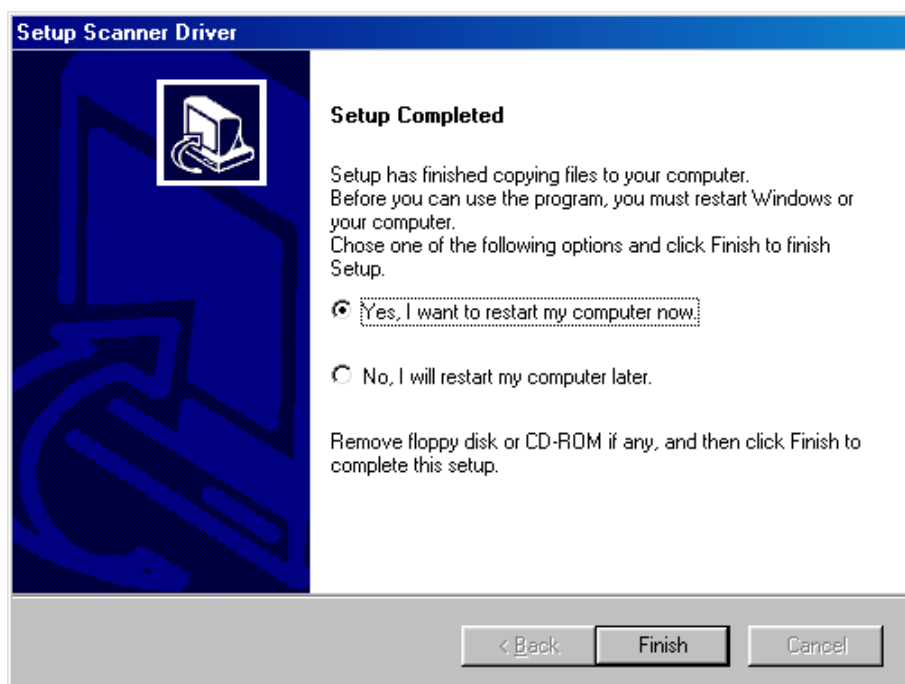 Setup Scanner Driver
Setup Completed
Setup has finished copying files to your computer.
Before you can use the program, you must restart Windows or
your computer.
Chose one of the following options and click Finish to finish
Setup.
Yes, I want to restart my computer now.
No, I will restart my computer later.
Remove floppy disk or CD-ROM if any, and then click Finish to
complete this setup.
< Back Finish Cancel